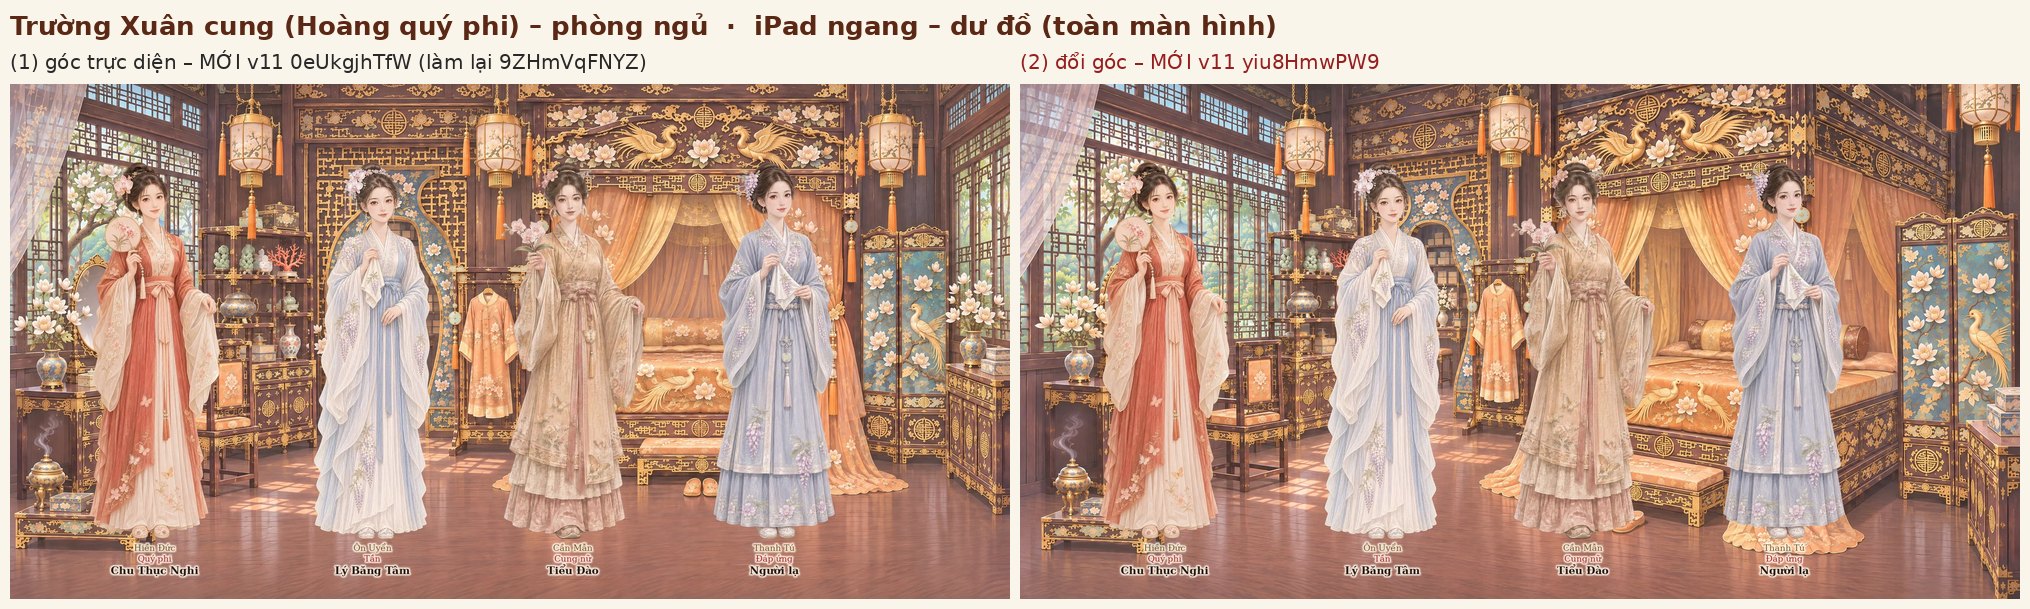 Trường Xuân cung (Hoàng quý phi) – phòng ngủ · iPad ngang – dư đồ (toàn màn hình)
(1) góc trực diện – MỚI v11 0eUkgjhTfW (làm lại 9ZHmVqFNYZ)
(2) đổi góc – MỚI v11 yiu8HmwPW9
Hiền Đức
Quý phi
Chu Thục Nghi
Ôn Uyển
Tần
Lý Băng Tâm
Cần Mẫn
Cung nữ
Tiểu Đào
Thanh Tú
Đáp ứng
Người lạ
Hiền Đức
Quý phi
Chu Thục Nghi
Ôn Uyển
Tần
Lý Băng Tâm
Cần Mẫn
Cung nữ
Tiểu Đào
Thanh Tú
Đáp ứng
Người lạ